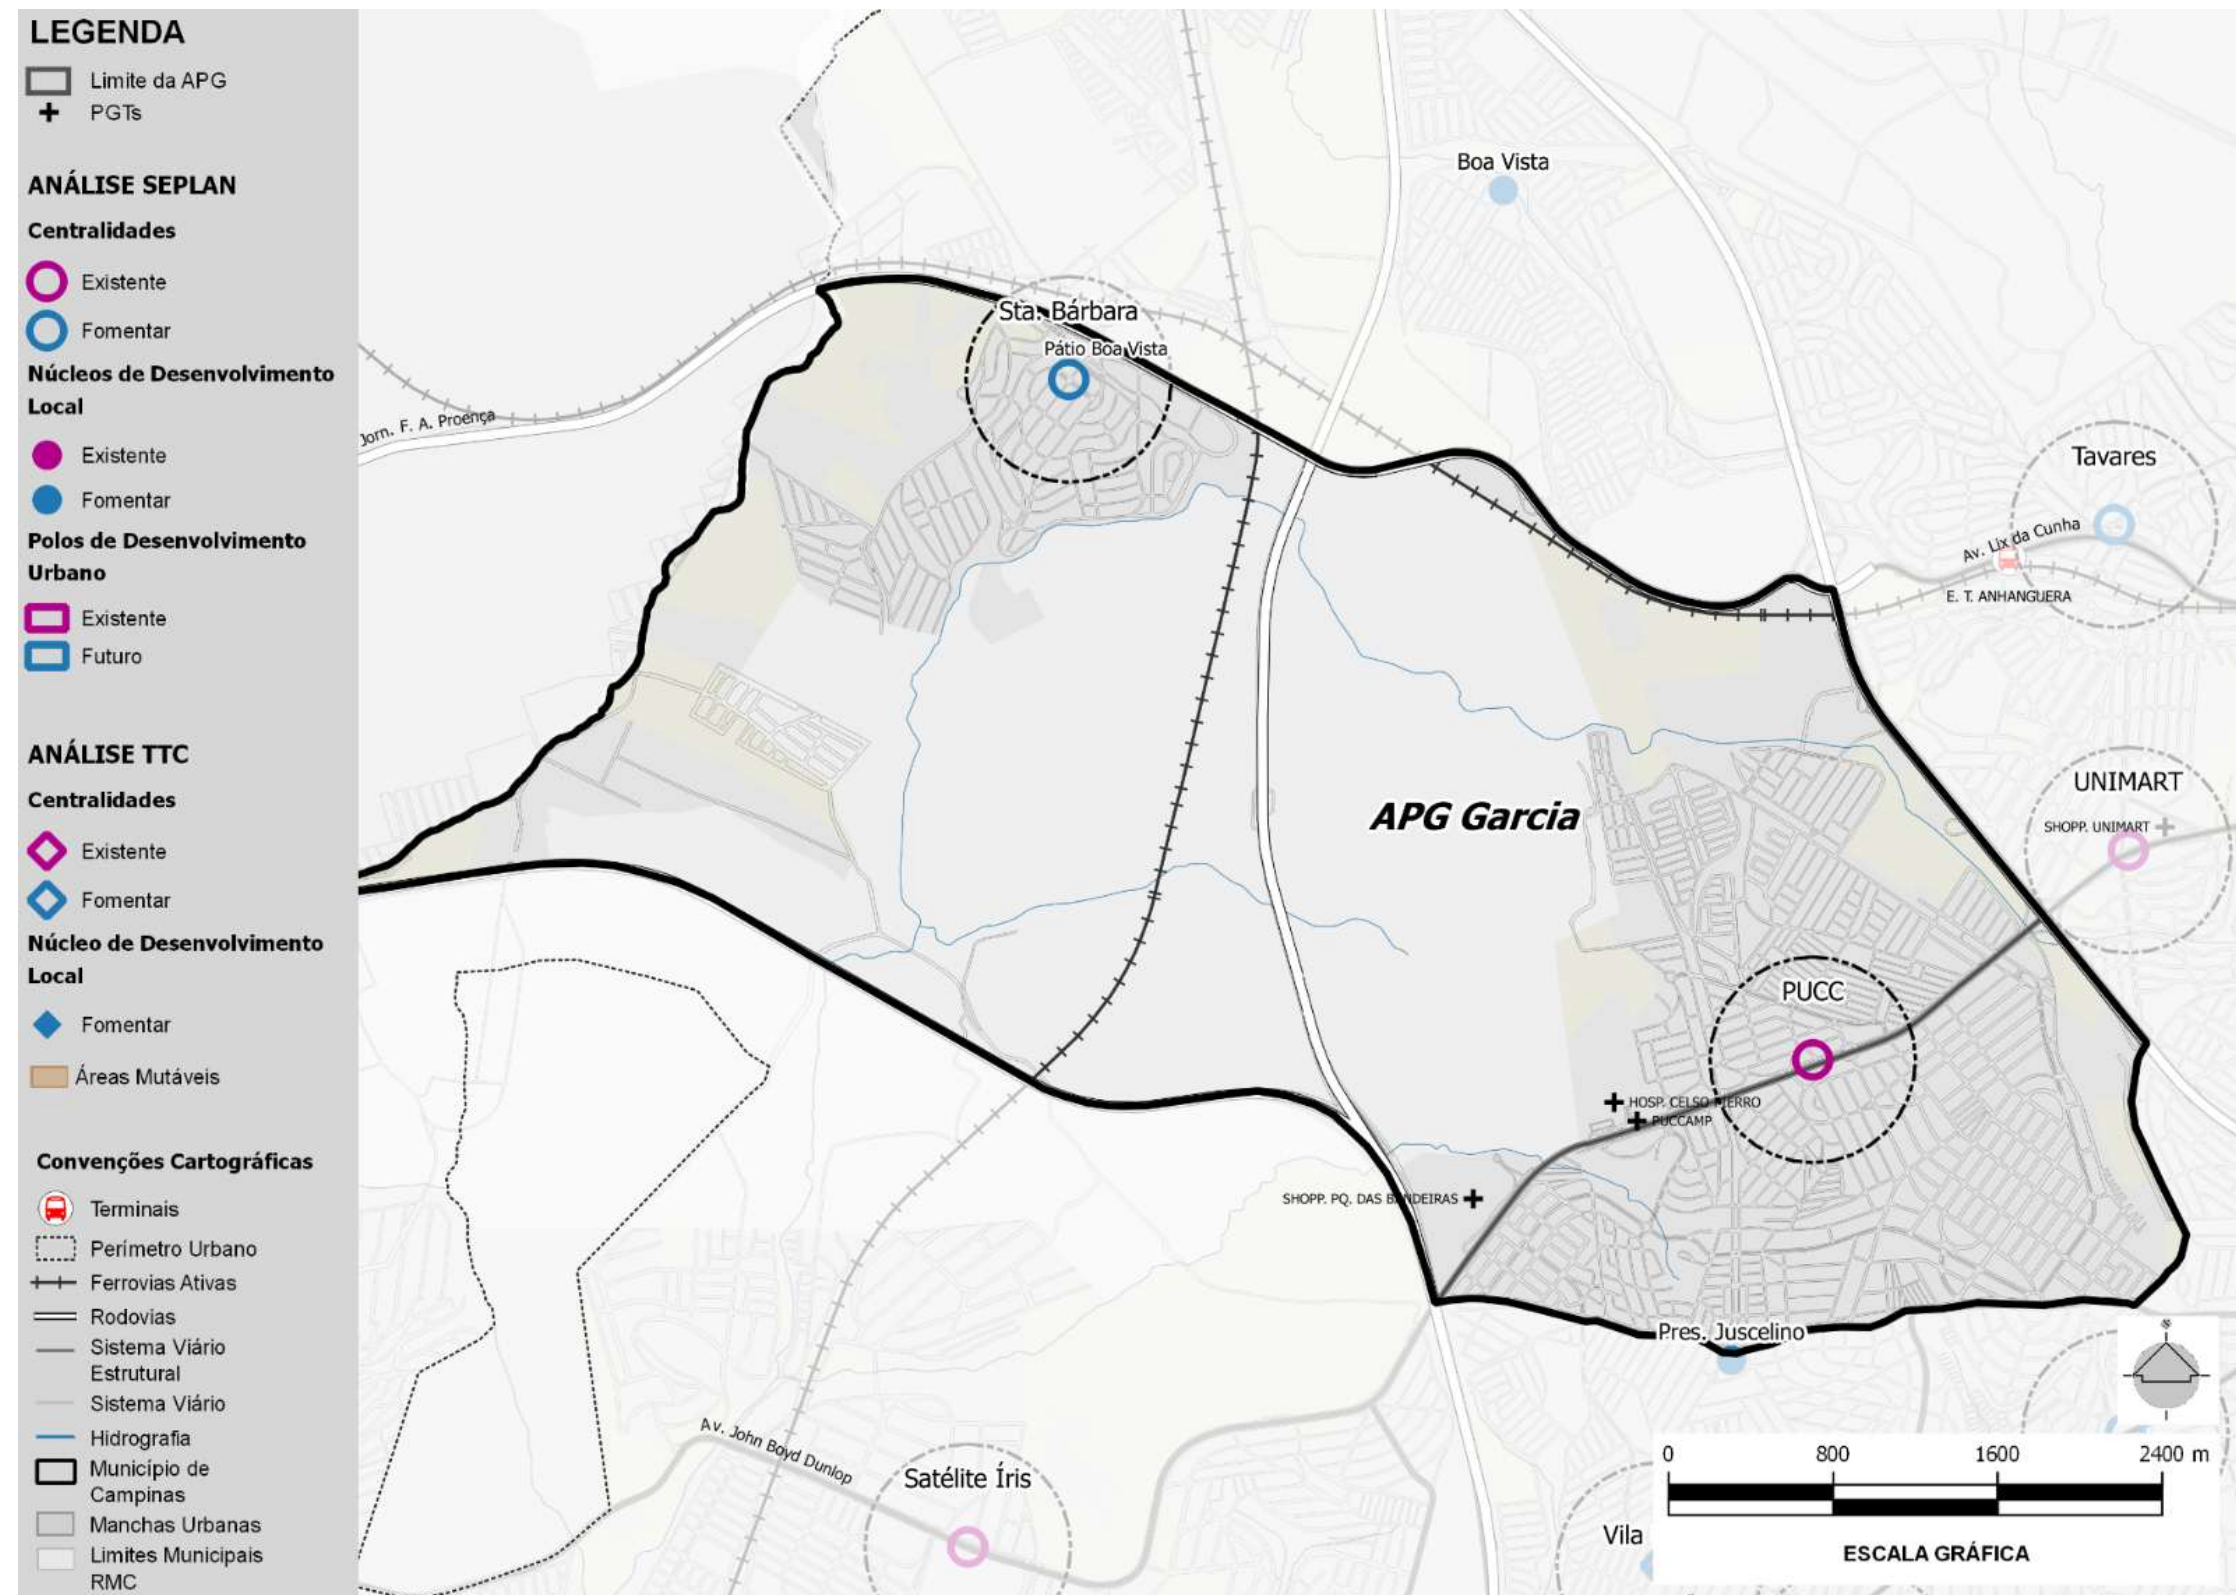 LEGENDA
Limite da APG
PGTs
ANÁLISE SEPLAN
Centralidades
Existente
Fomentar
Núcleos de Desenvolvimento
Local
Existente
Fomentar
Polos de Desenvolvimento
Urbano
Existente
Futuro
ANÁLISE TTC
Centralidades
Existente
Fomentar
Núcleo de Desenvolvimento
Local
Fomentar
Áreas Mutáveis
Convenções Cartográficas
Terminais
Perímetro Urbano
Ferrovias Ativas
Rodovias
Sistema Viário
Estrutural
Sistema Viário
Hidrografia
Município de
Campinas
Manchas Urbanas
Limites Municipais
RMC
Boa Vista
Sta. Bárbara
Pátio Boa Vista
Jorn. F. A. Proença
Tavares
Av. Lix da Cunha
E. T. ANHANGUERA
UNIMART
SHOPP. UNIMART
APG Garcia
PUCC
HOSP. CELSO PIERRO
PUCCAMP
SHOPP. PQ. DAS BANDEIRAS
Pres. Juscelino
Av. John Boyd Dunlop
Satélite Íris
Vila
N
0 800 1600 2400 m
ESCALA GRÁFICA